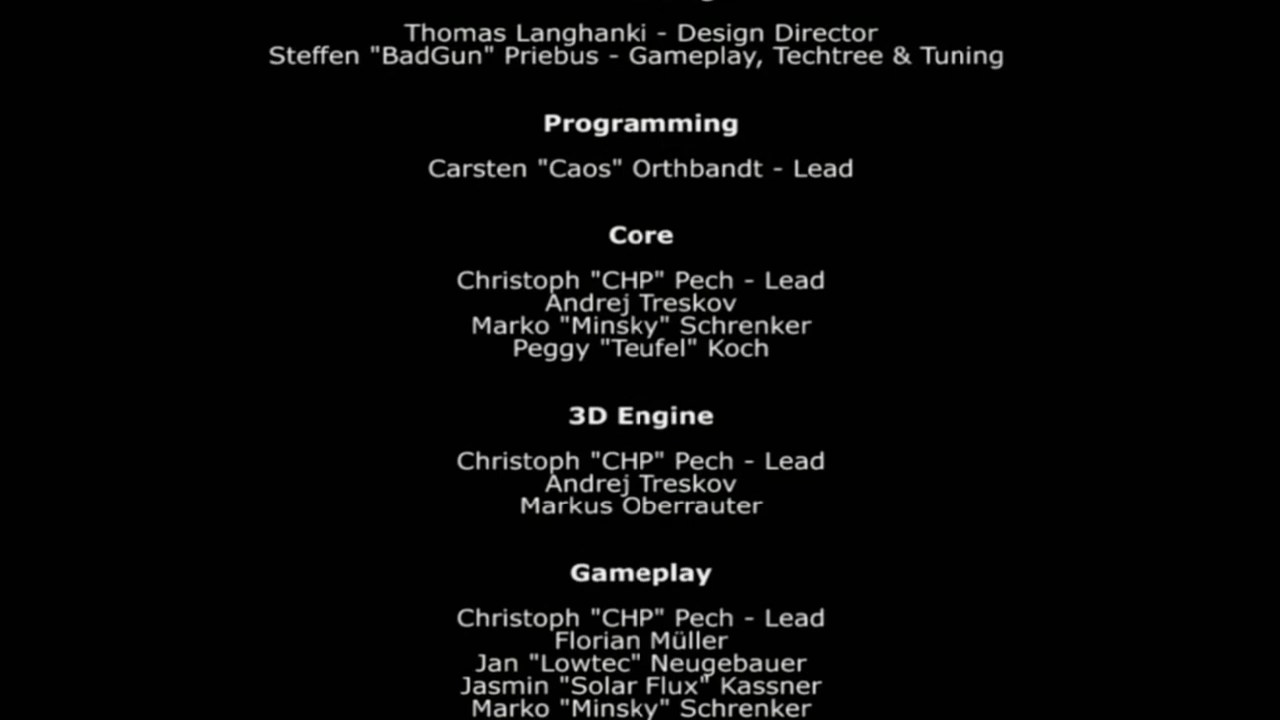 Thomas Langhanki - Design Director
Steffen "BadGun" Priebus - Gameplay, Techtree & Tuning
Programming
Carsten "Caos" Orthbandt - Lead
Core
Christoph "CHP" Pech - Lead
Andrej Treskov
Marko "Minsky" Schrenker
Peggy "Teufel" Koch
3D Engine
Christoph "CHP" Pech - Lead
Andrej Treskov
Markus Oberrauter
Gameplay
Christoph "CHP" Pech - Lead
Florian Müller
Jan "Lowtec" Neugebauer
Jasmin "Solar Flux" Kassner
Marko "Minsky" Schrenker